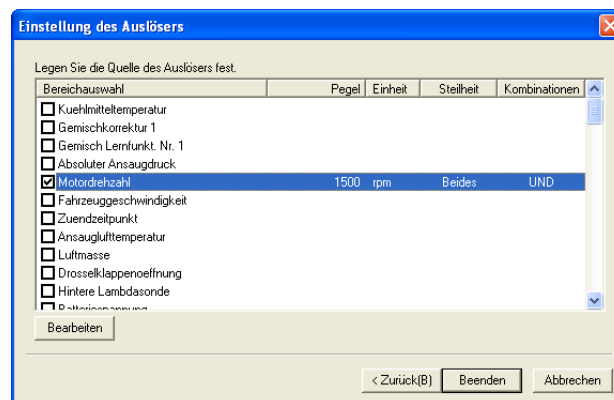 Einstellung des Auslösers
Legen Sie die Quelle des Auslösers fest.
Bereichauswahl Pegel Einheit Steilheit Kombinationen
Kuehlmitteltemperatur
Gemischkorrektur 1
Gemisch Lernfunkt. Nr. 1
Absoluter Ansaugdruck
Motordrehzahl 1500 rpm Beides UND
Fahrzeuggeschwindigkeit
Zuendzeitpunkt
Ansauglufttemperatur
Luftmasse
Drosselklappenoeffnung
Hintere Lambdasonde
Batteriespannung
Bearbeiten
< Zurück(B) Beenden Abbrechen